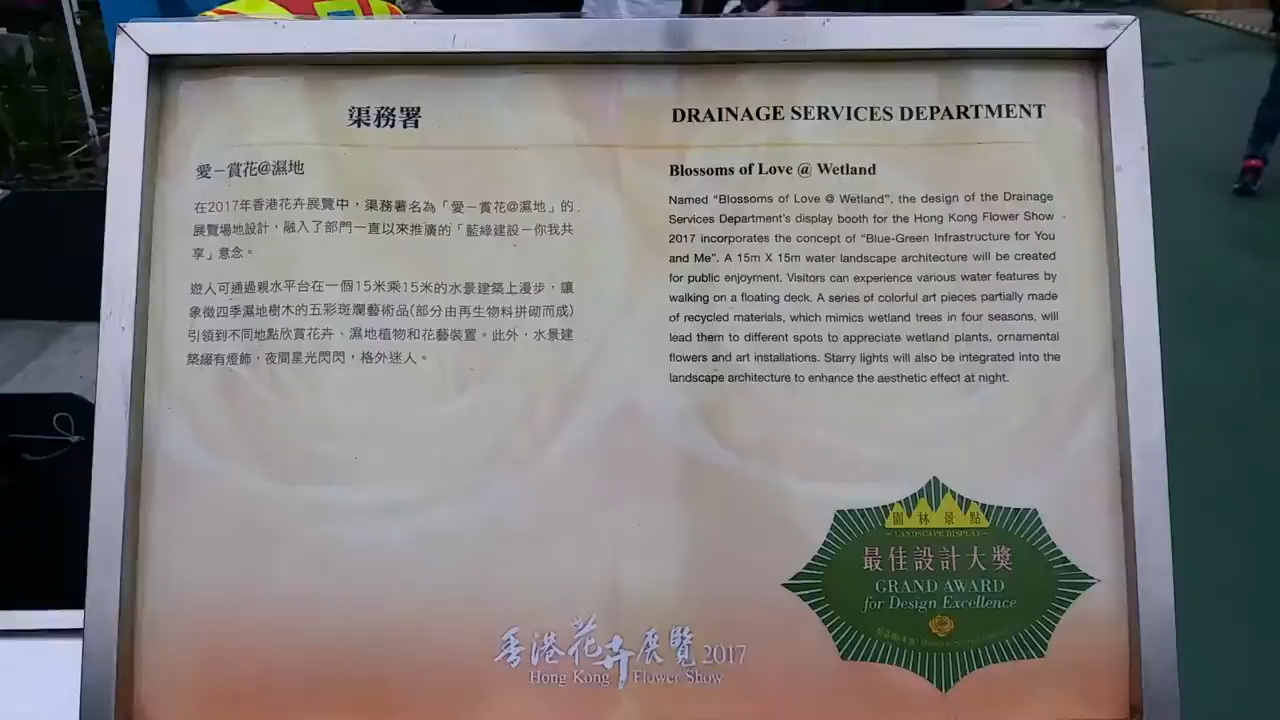 渠務署
愛－賞花@濕地
在2017年香港花卉展覽中，渠務署名為「愛－賞花@濕地」的
展覽場地設計，融入了部門一直以來推廣的「藍綠建設－你我共
享」意念。
遊人可通過親水平台在一個15米乘15米的水景建築上漫步，讓
象徵四季濕地樹木的五彩斑斕藝術品(部分由再生物料拼砌而成)
引領到不同地點欣賞花卉、濕地植物和花藝裝置。此外，水景建
築綴有燈飾，夜間星光閃閃，格外迷人。
DRAINAGE SERVICES DEPARTMENT
Blossoms of Love @ Wetland
Named “Blossoms of Love @ Wetland”, the design of the Drainage
Services Department's display booth for the Hong Kong Flower Show
2017 incorporates the concept of “Blue-Green Infrastructure for You
and Me”. A 15m X 15m water landscape architecture will be created
for public enjoyment. Visitors can experience various water features by
walking on a floating deck. A series of colorful art pieces partially made
of recycled materials, which mimics wetland trees in four seasons, will
lead them to different spots to appreciate wetland plants, ornamental
flowers and art installations. Starry lights will also be integrated into the
landscape architecture to enhance the aesthetic effect at night.
園林景點
LANDSCAPE DISPLAY
最佳設計大獎
GRAND AWARD
for Design Excellence
香港花卉展覽 2017
Hong Kong Flower Show